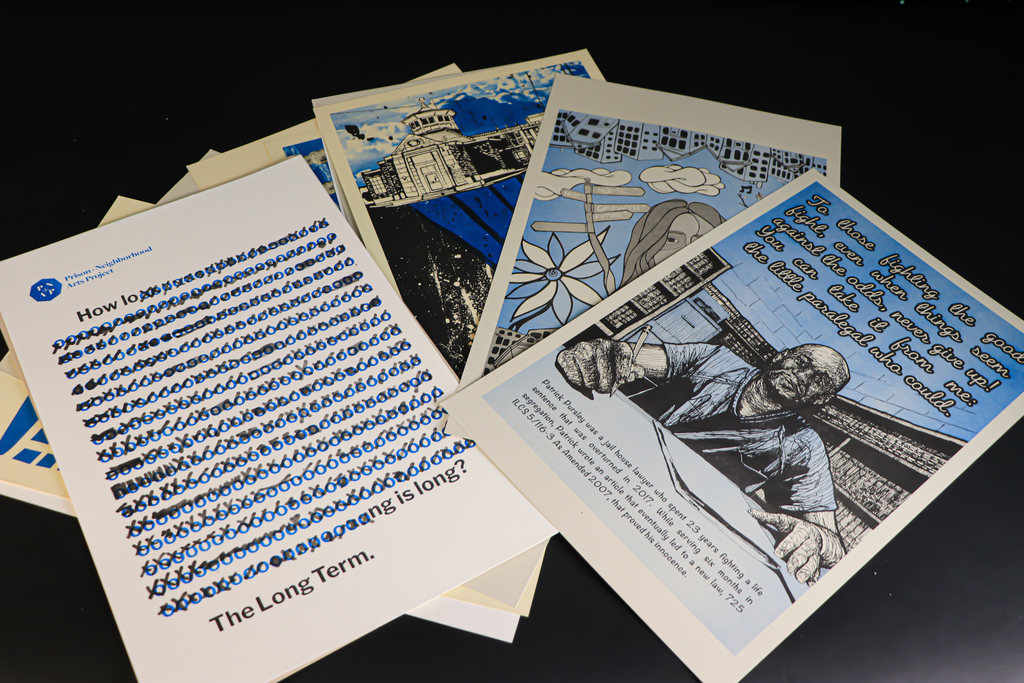 Prison + Neighborhood
Arts Project
How lo
ng is long?
The Long Term.
To those fighting the good
fight, even when things seem
against the odds, never give up!
You can like it from me:
the little paralegal who could.
Patrick Pursley was a jail house lawyer who spent 23 years fighting a life
sentence that was overturned in 2017. While serving six months in
segregation, Patrick wrote an article that eventually led to a new law, 725
ILCS 5/116-3 As Amended 2007, that proved his innocence.